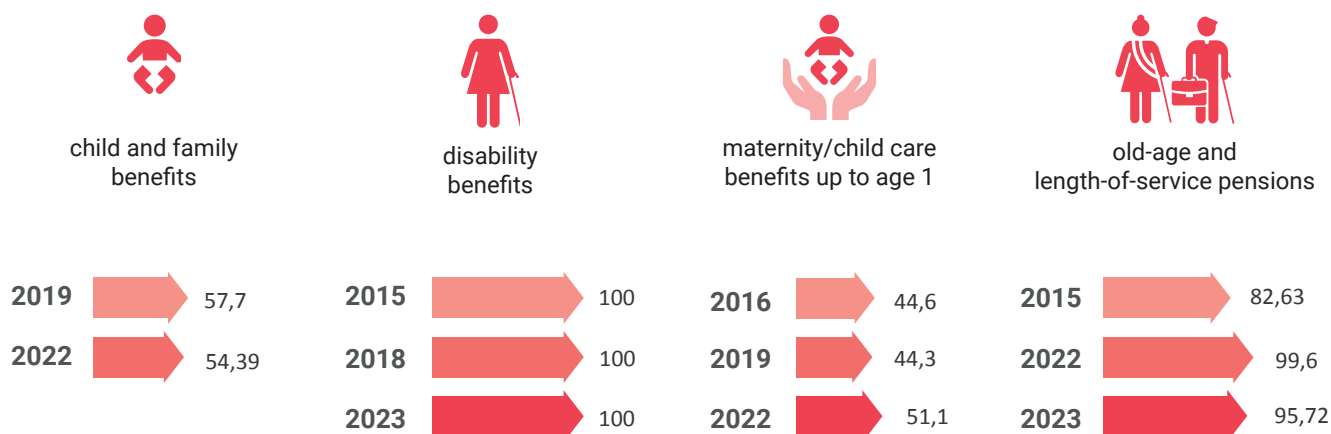 child and family
benefits
2019 57,7
2022 54,39
disability
benefits
2015 100
2018 100
2023 100
maternity/child care
benefits up to age 1
2016 44,6
2019 44,3
2022 51,1
old-age and
length-of-service pensions
2015 82,63
2022 99,6
2023 95,72